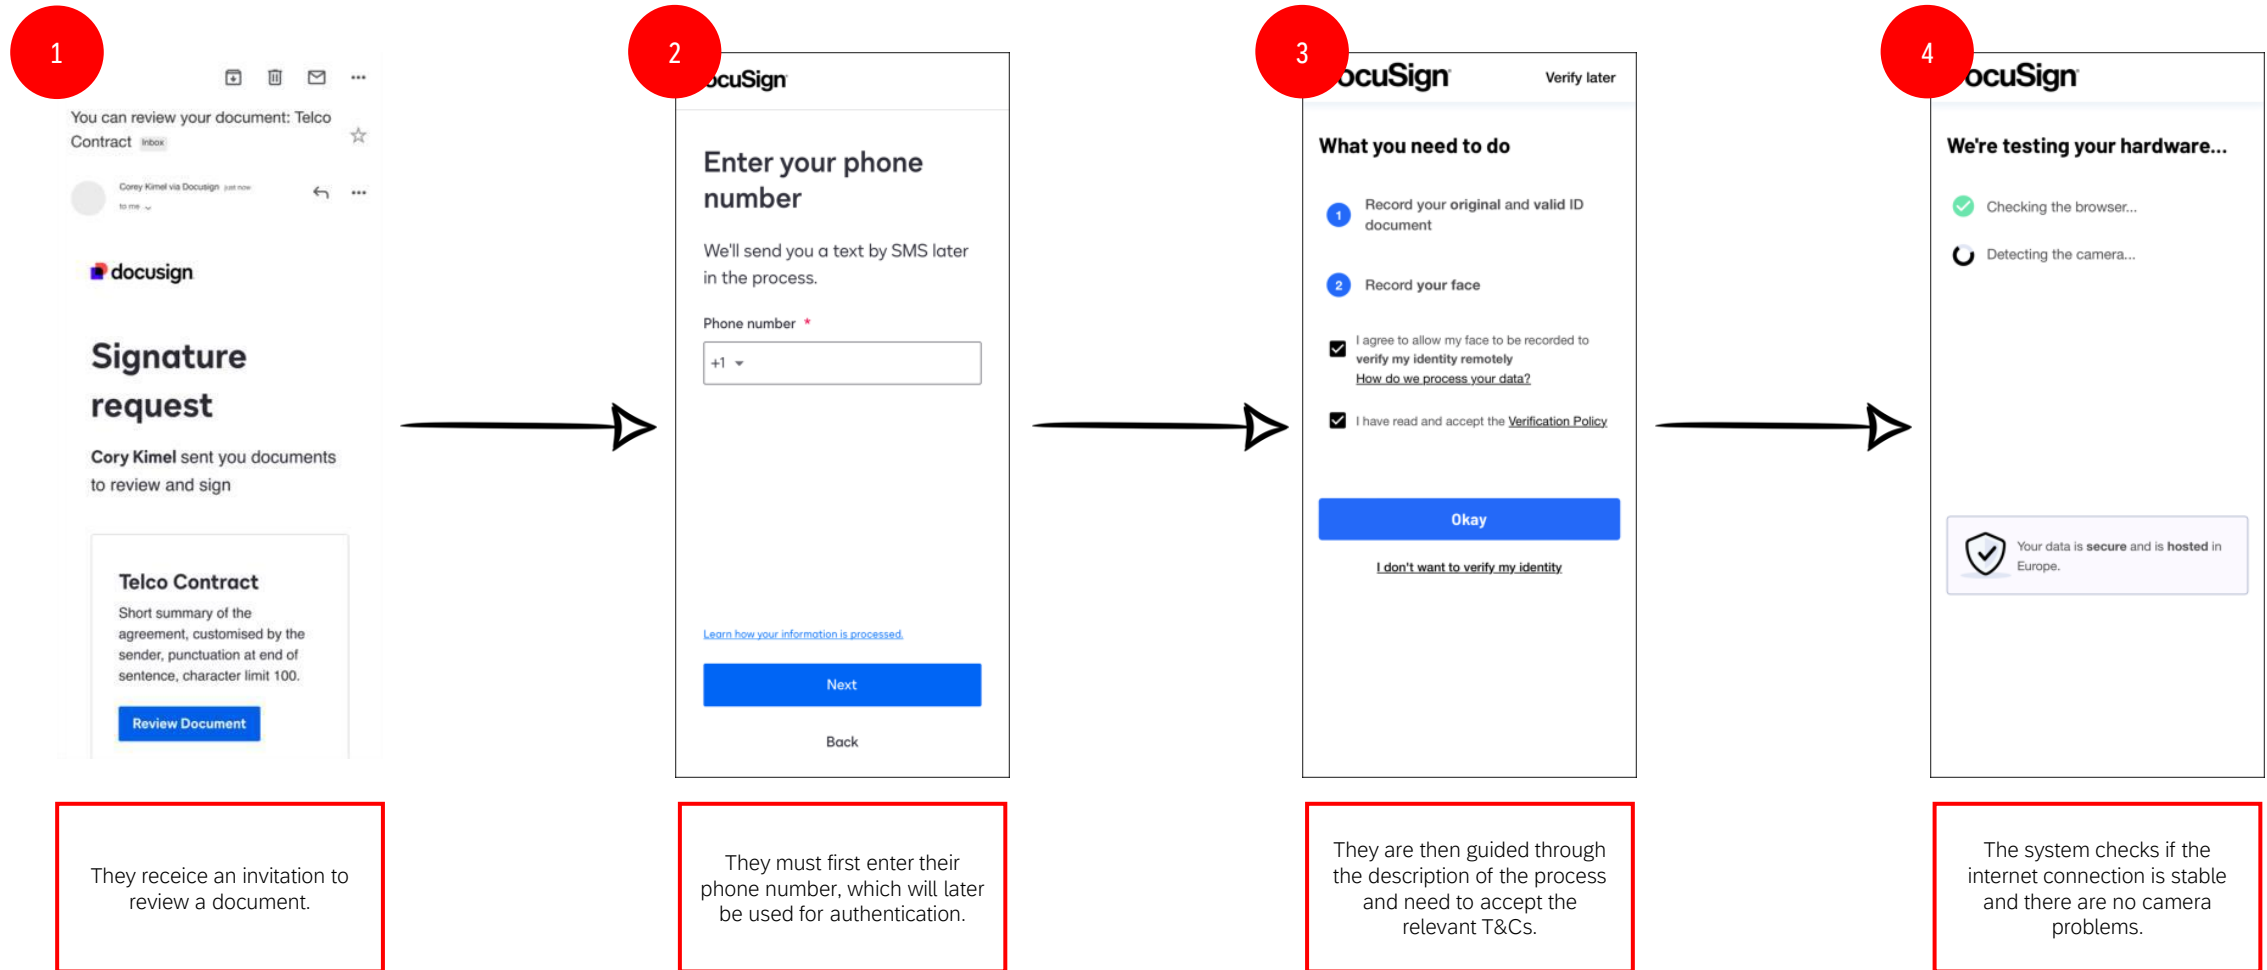 1
You can review your document: Telco
Contract Inbox
Corey Kimel via Docusign just now
to me
docusign
Signature
request
Cory Kimel sent you documents
to review and sign
Telco Contract
Short summary of the
agreement, customised by the
sender, punctuation at end of
sentence, character limit 100.
Review Document
They receice an invitation to
review a document.
2
ocuSign
Enter your phone
number
We'll send you a text by SMS later
in the process.
Phone number *
+1
Learn how your information is processed.
Next
Back
They must first enter their
phone number, which will later
be used for authentication.
3
ocuSign
Verify later
What you need to do
1 Record your original and valid ID
document
2 Record your face
I agree to allow my face to be recorded to
verify my identity remotely
How do we process your data?
I have read and accept the Verification Policy
Okay
I don't want to verify my identity
They are then guided through
the description of the process
and need to accept the
relevant T&Cs.
4
ocuSign
We're testing your hardware...
Checking the browser...
Detecting the camera...
Your data is secure and is hosted in
Europe.
The system checks if the
internet connection is stable
and there are no camera
problems.